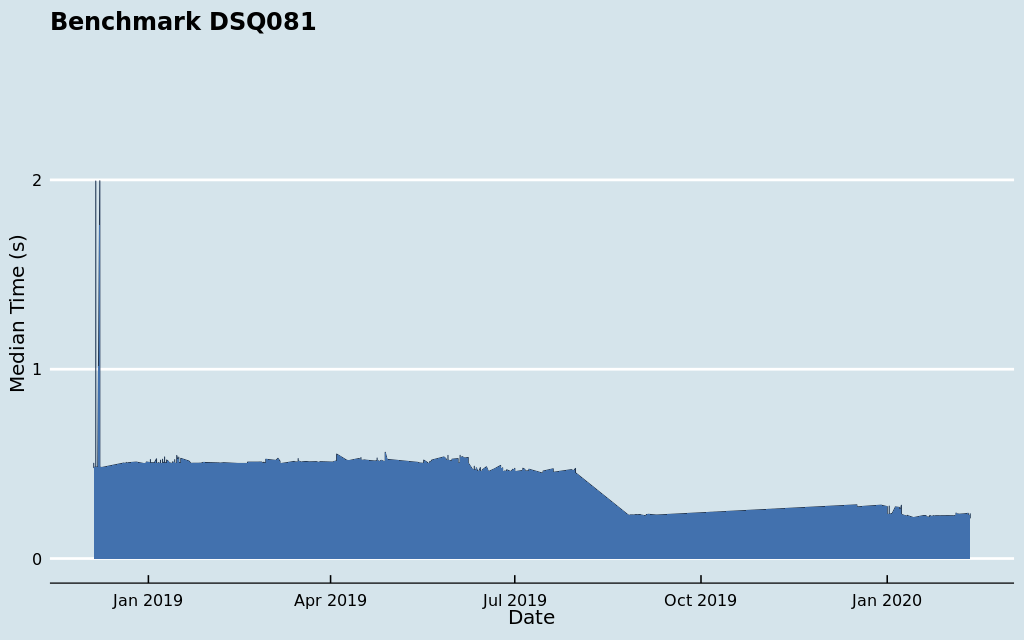 Benchmark DSQ081
Median Time (s)
2
1
0
Jan 2019
Apr 2019
Jul 2019
Oct 2019
Jan 2020
Date